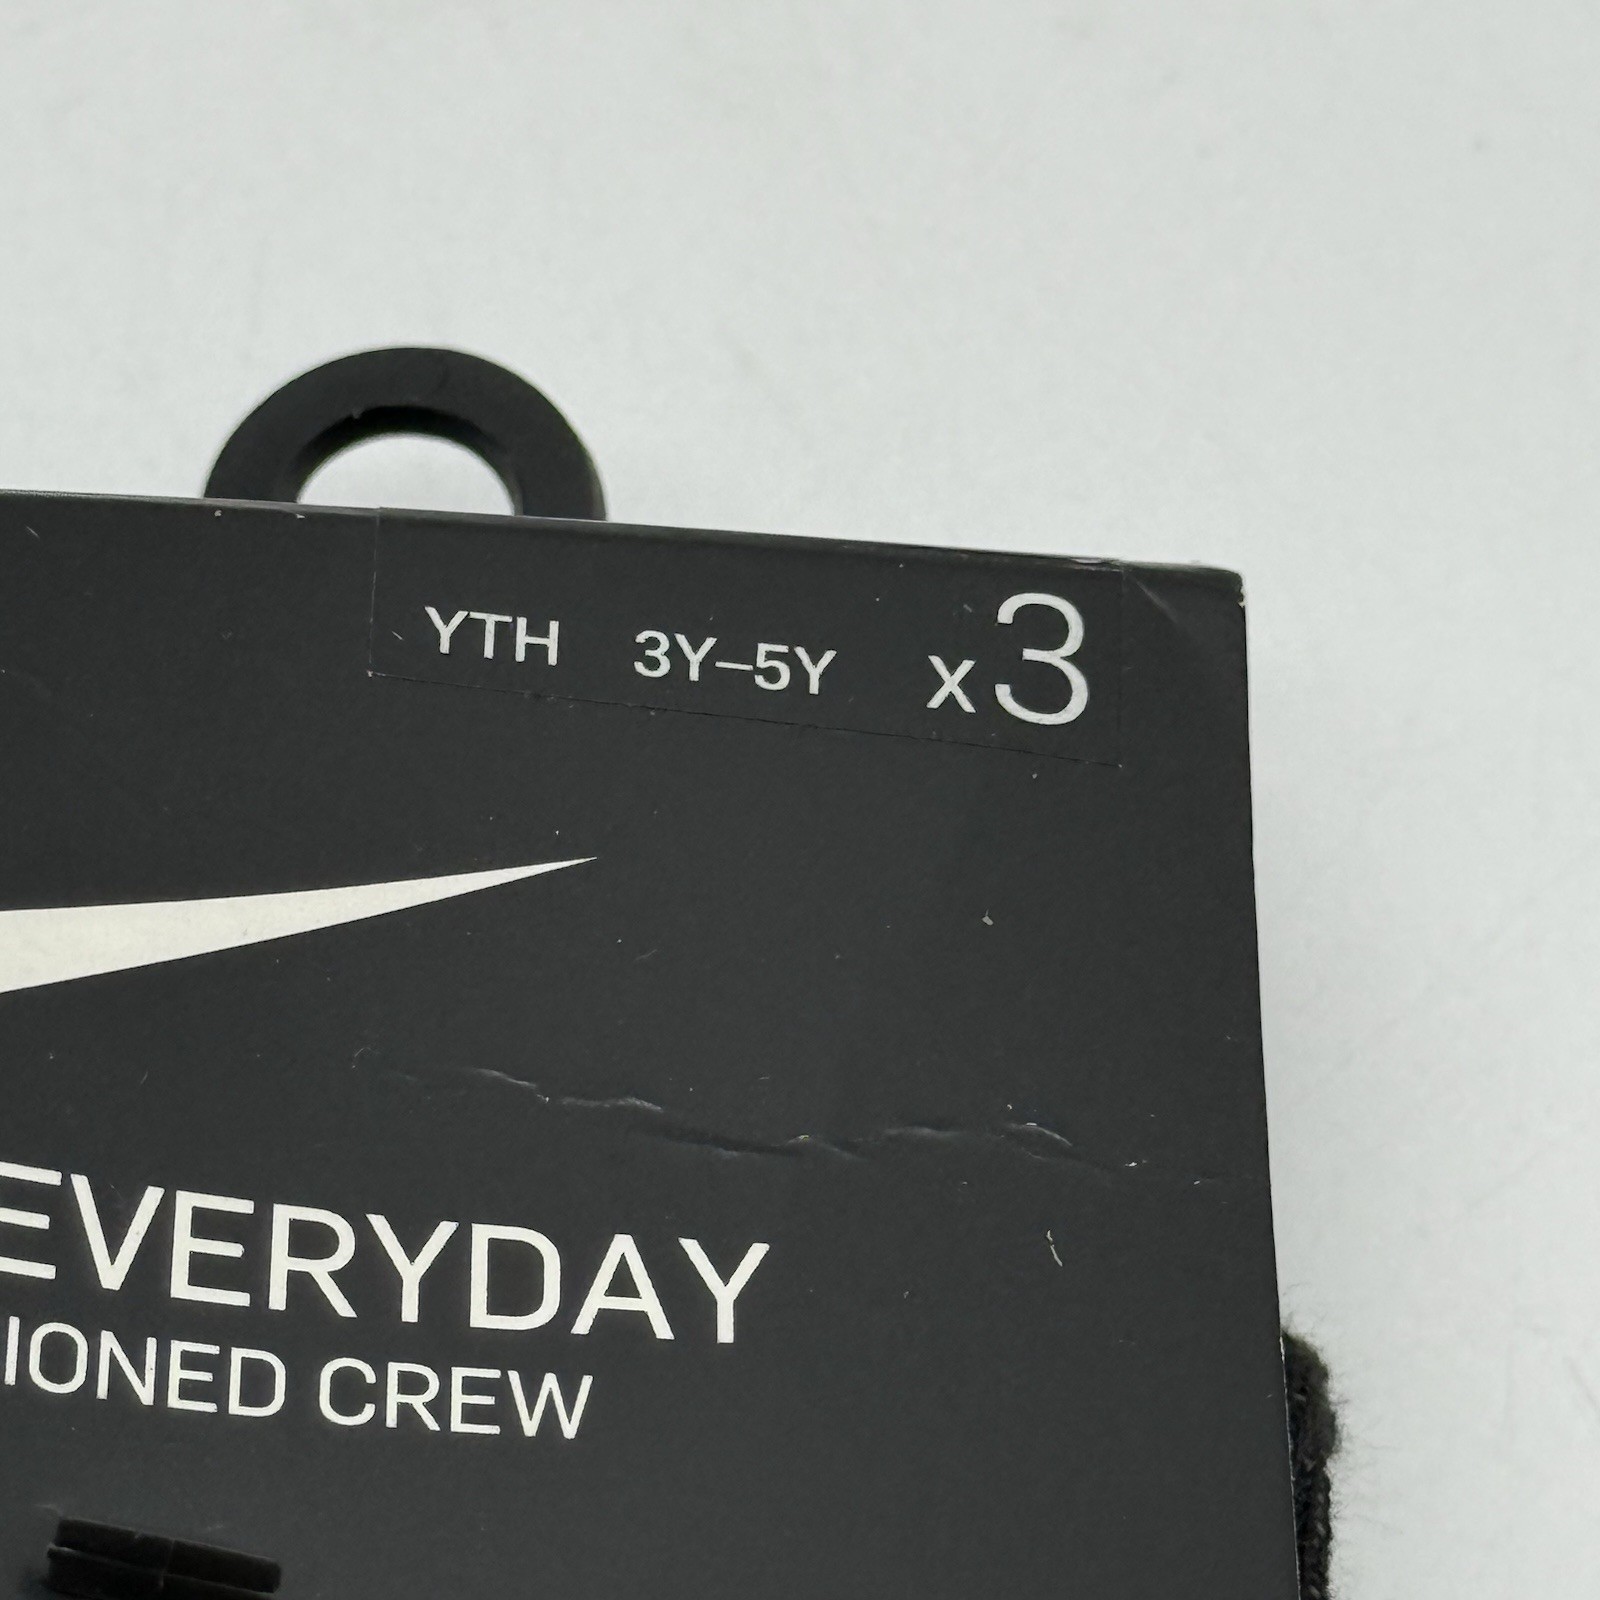 YTH 3Y–5Y x3
EVERYDAY
IONED CREW